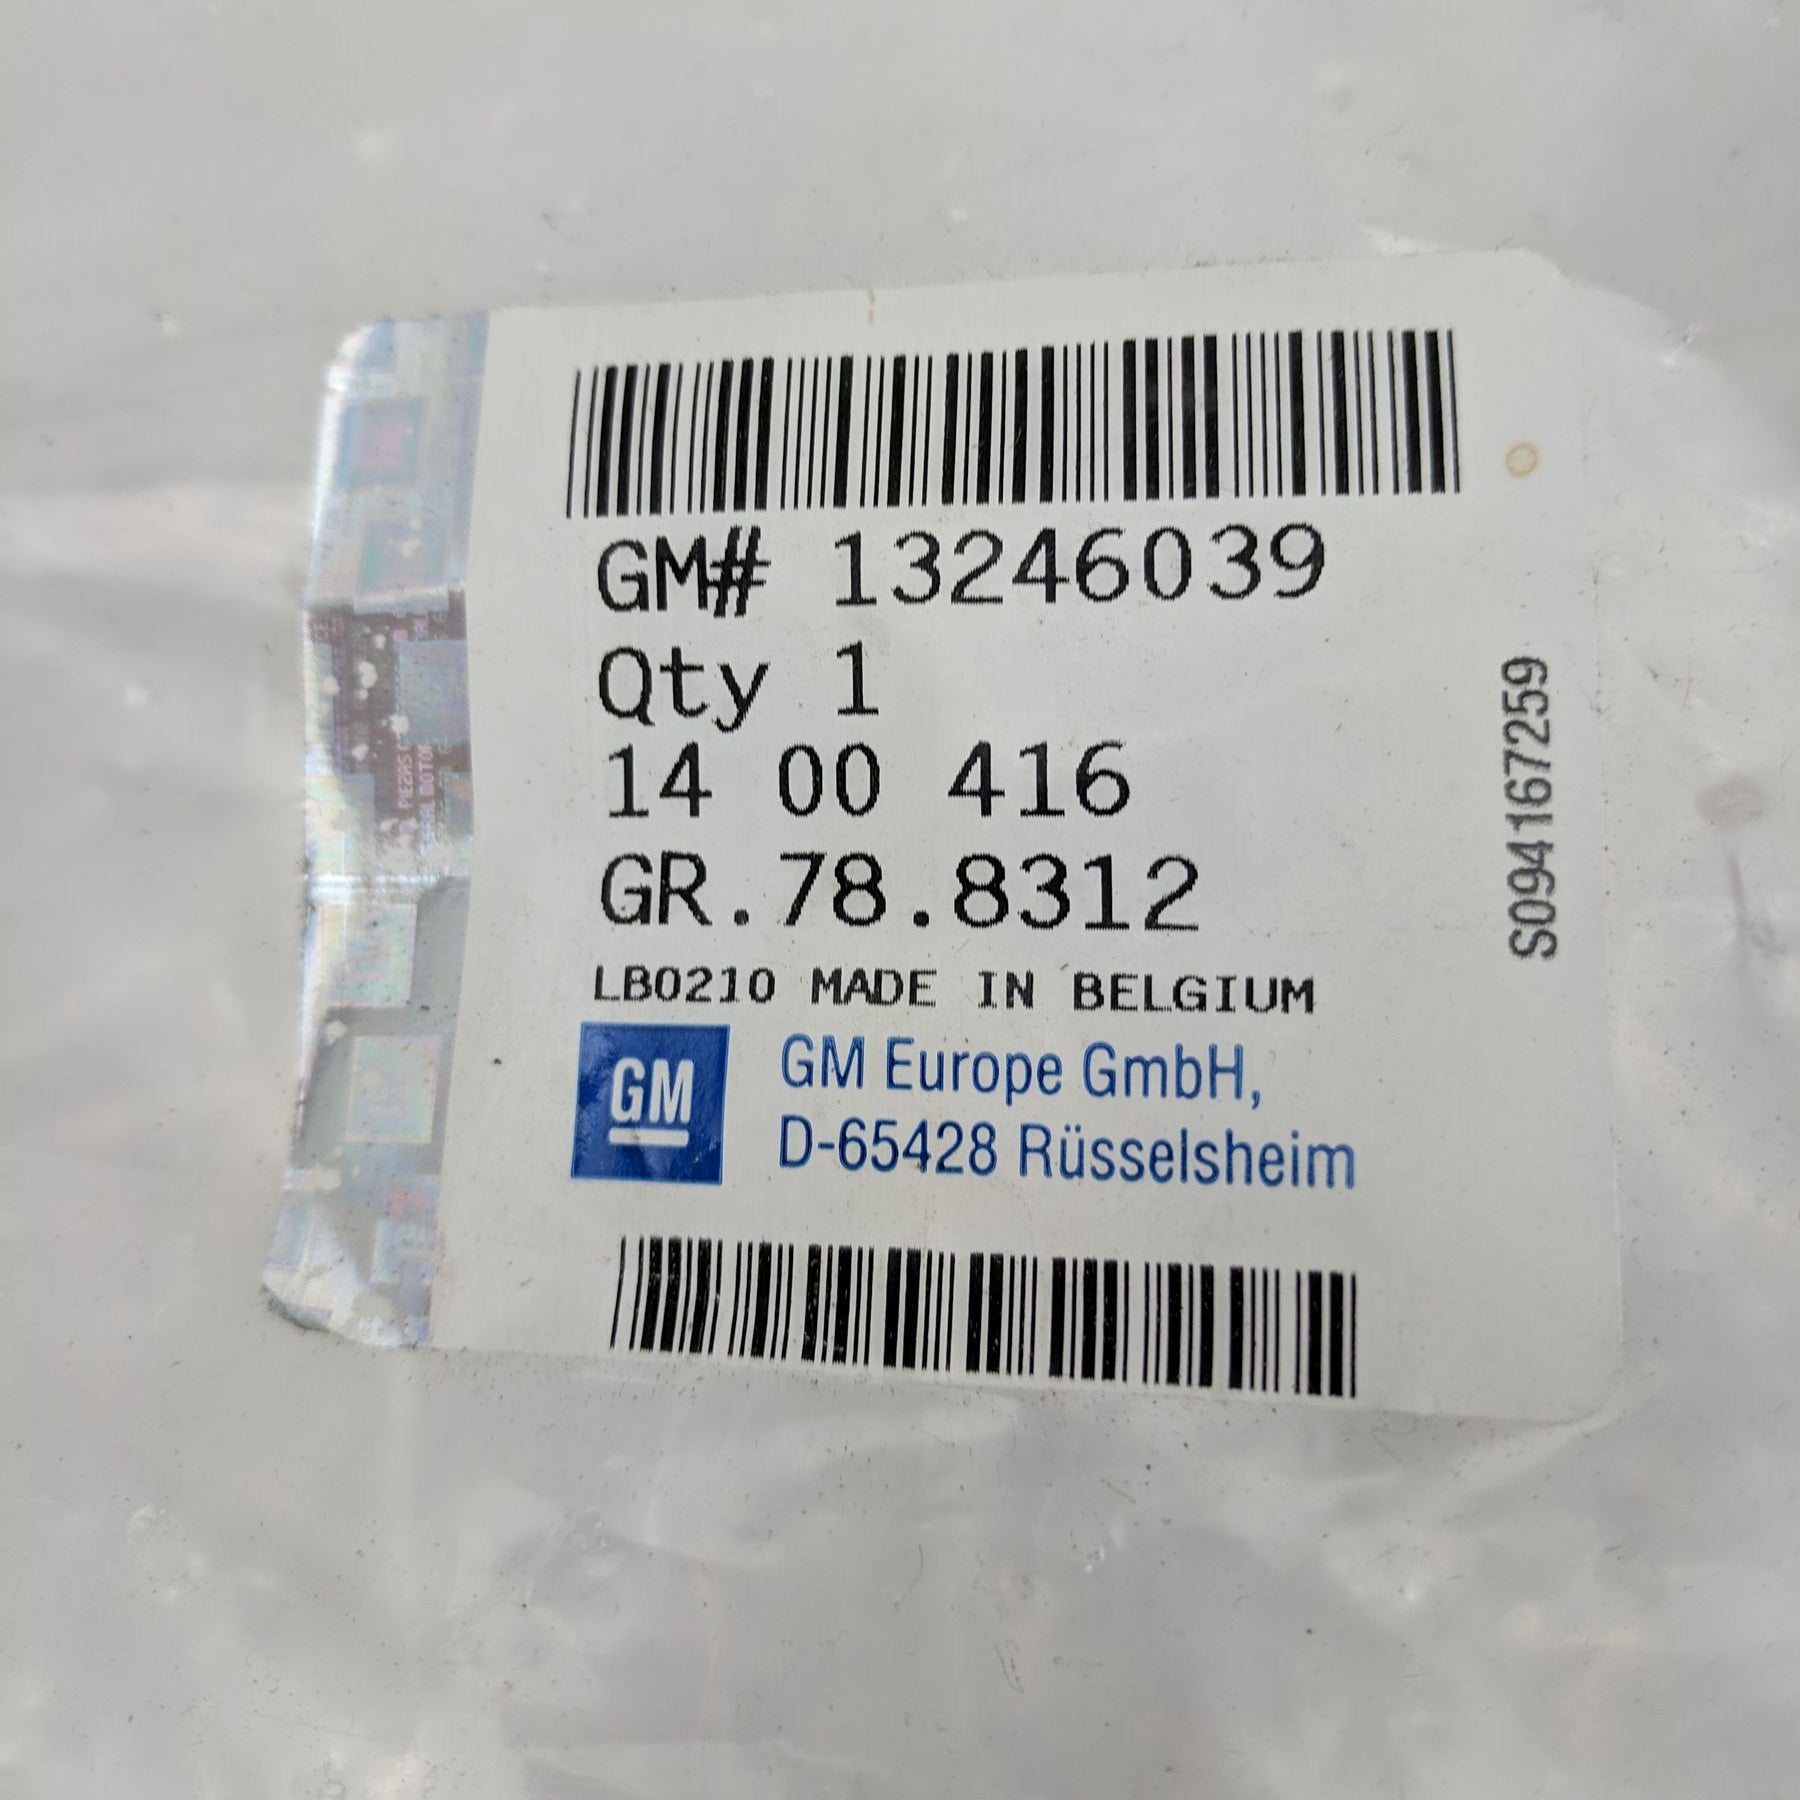 GM# 13246039
Qty 1
14 00 416
GR.78.8312
LB0210 MADE IN BELGIUM
GM
GM Europe GmbH,
D-65428 Rüsselsheim
S094167259